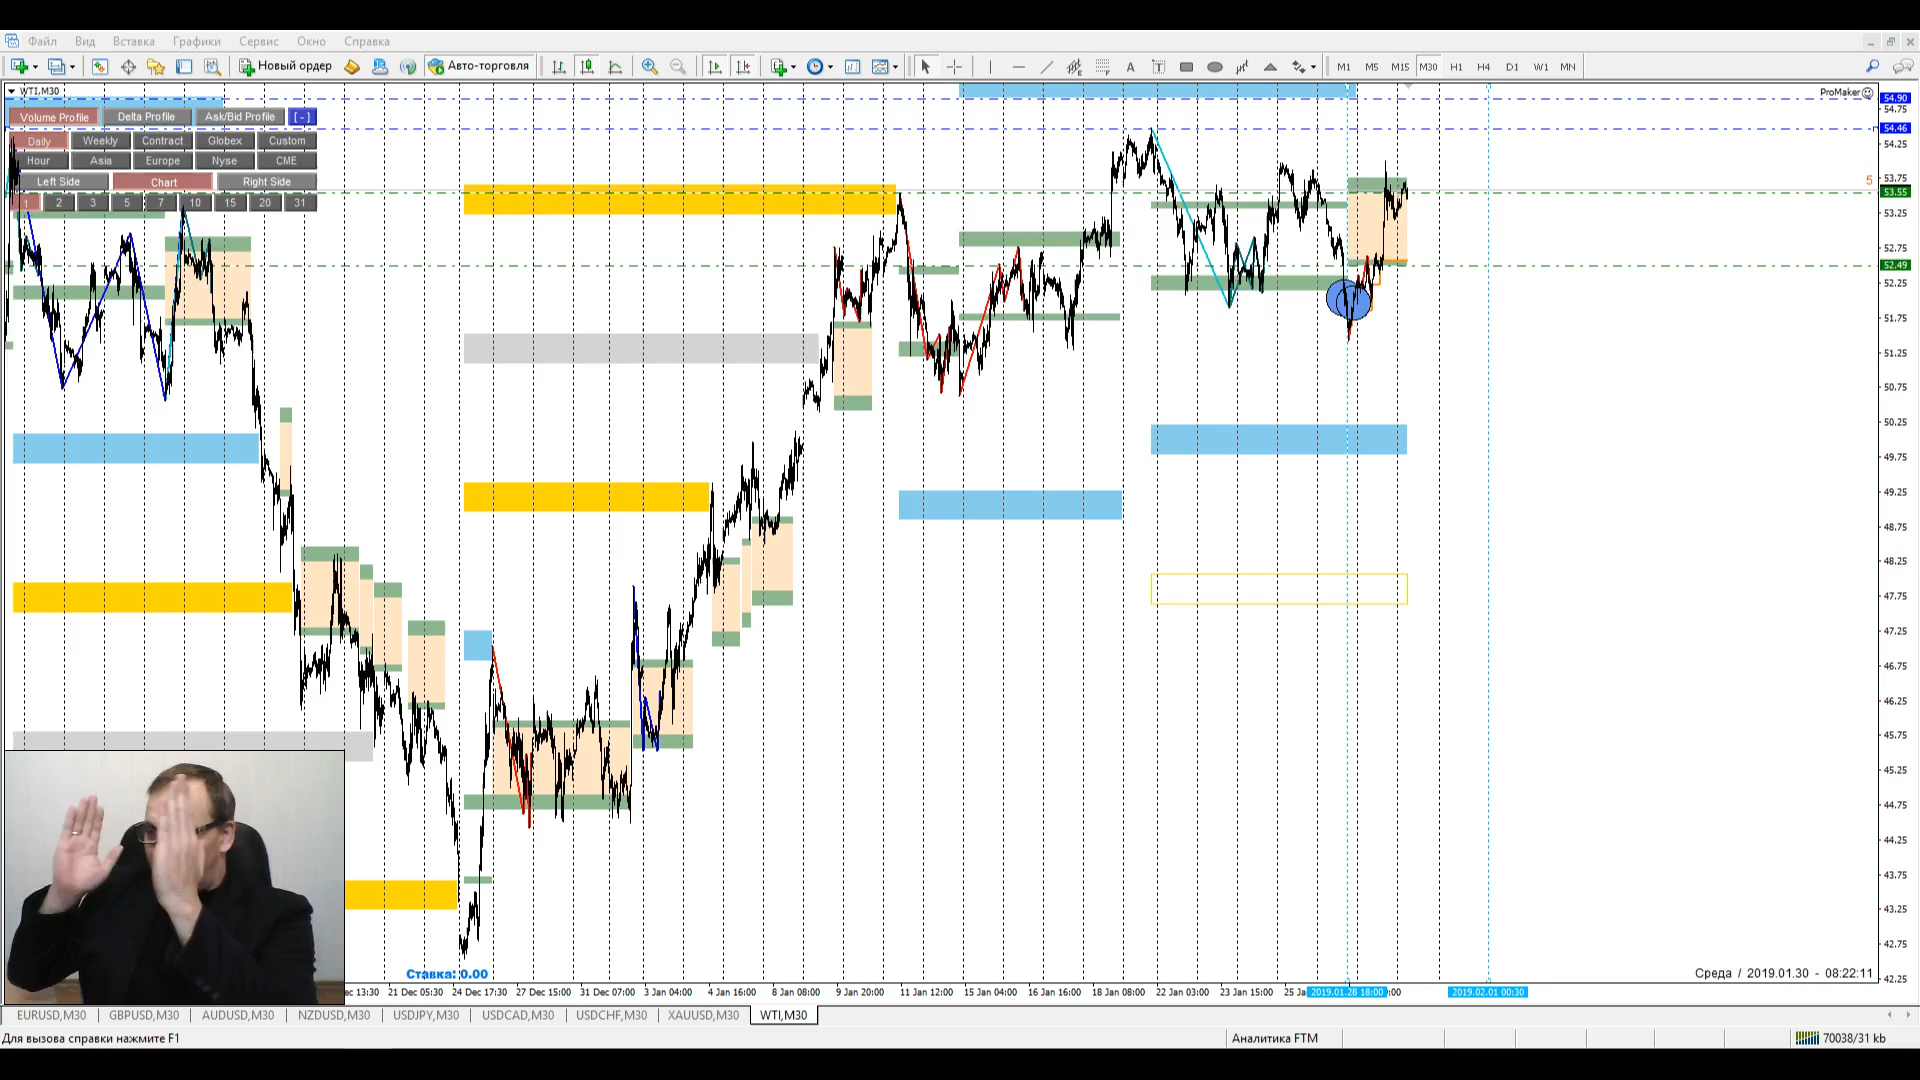 Файл Вид Вставка Графики Сервис Окно Справка
Новый ордер Авто-торговля A T M1 M5 M15 M30 H1 H4 D1 W1 MN
WTI,M30 ProMaker
Volume Profile Delta Profile Ask/Bid Profile [-]
Daily Weekly Contract Globex Custom
Hour Asia Europe Nyse CME
Left Side Chart Right Side
1 2 3 5 7 10 15 20 31
54.90
54.75
54.46
54.25
5
53.75
53.55
53.25
52.75
52.49
52.25
51.75
51.25
50.75
50.25
49.75
49.25
48.75
48.25
47.75
47.25
46.75
46.25
45.75
45.25
44.75
44.25
43.75
43.25
42.75
42.25
Ставка: 0.00
Среда / 2019.01.30 - 08:22:11
ec 13:30 21 Dec 05:30 24 Dec 17:30 27 Dec 15:00 31 Dec 07:00 3 Jan 04:00 4 Jan 16:00 8 Jan 08:00 9 Jan 20:00 11 Jan 12:00 15 Jan 04:00 16 Jan 16:00 18 Jan 08:00 22 Jan 03:00 23 Jan 15:00 25 Ja 2019.01.28 18:00 :00 2019.02.01 00:30
EURUSD,M30 GBPUSD,M30 AUDUSD,M30 NZDUSD,M30 USDJPY,M30 USDCAD,M30 USDCHF,M30 XAUUSD,M30 WTI,M30
Для вызова справки нажмите F1 Аналитика FTM 70038/31 kb